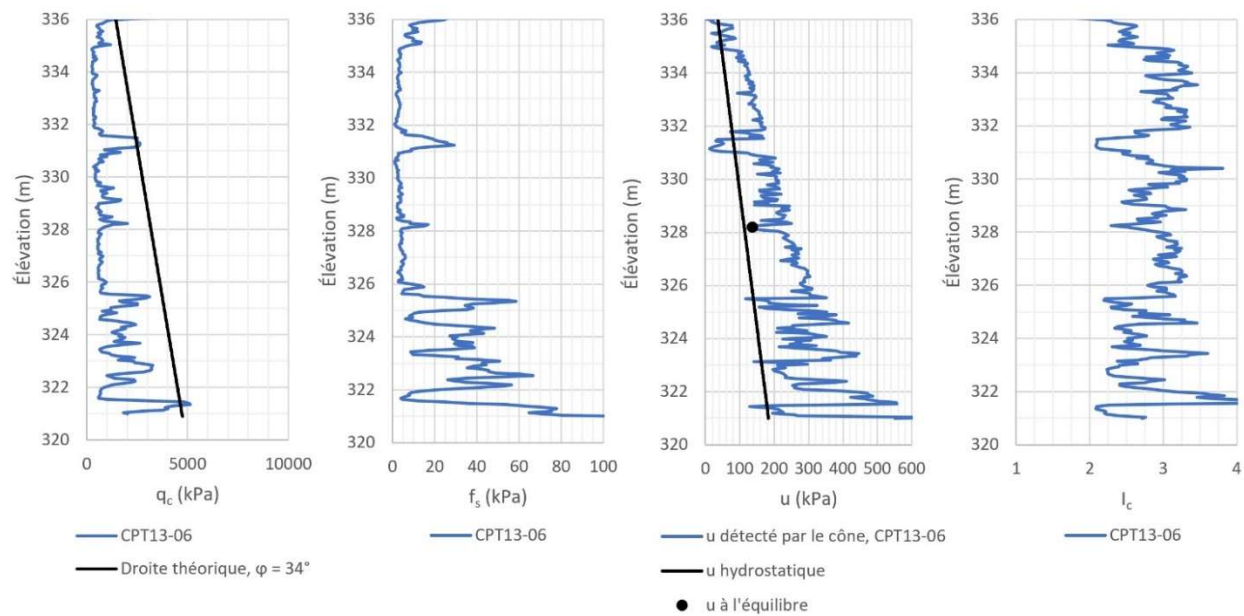 336
334
332
330
328
326
324
322
320
Élévation (m)
0 5000 10000
q_c (kPa)
CPT13-06
Droite théorique, φ = 34°
336
334
332
330
328
326
324
322
320
Élévation (m)
0 20 40 60 80 100
f_s (kPa)
CPT13-06
336
334
332
330
328
326
324
322
320
Élévation (m)
0 100 200 300 400 500 600
u (kPa)
u détecté par le cône, CPT13-06
u hydrostatique
u à l'équilibre
336
334
332
330
328
326
324
322
320
Élévation (m)
1 2 3 4
I_c
CPT13-06